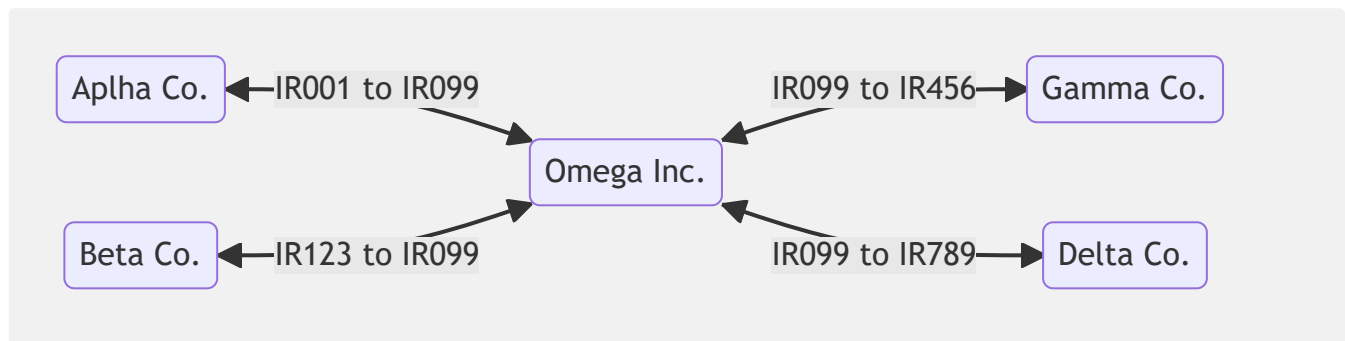 Aplha Co.
IR001 to IR099
IR099 to IR456
Gamma Co.
Omega Inc.
Beta Co.
IR123 to IR099
IR099 to IR789
Delta Co.